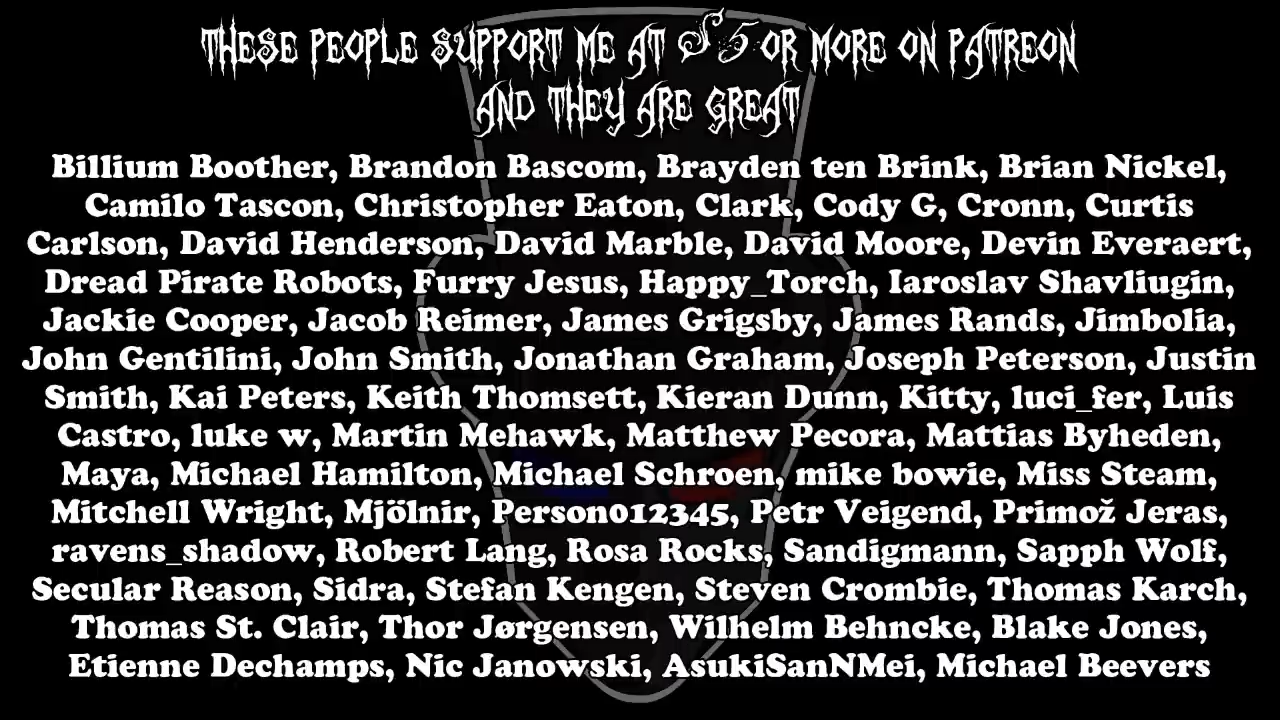 THESE PEOPLE SUPPORT ME AT $5 OR MORE ON PATREON
AND THEY ARE GREAT
Billium Boother, Brandon Bascom, Brayden ten Brink, Brian Nickel,
Camilo Tascon, Christopher Eaton, Clark, Cody G, Cronn, Curtis
Carlson, David Henderson, David Marble, David Moore, Devin Everaert,
Dread Pirate Robots, Furry Jesus, Happy_Torch, Iaroslav Shavliugin,
Jackie Cooper, Jacob Reimer, James Grigsby, James Rands, Jimbolia,
John Gentilini, John Smith, Jonathan Graham, Joseph Peterson, Justin
Smith, Kai Peters, Keith Thomsett, Kieran Dunn, Kitty, luci_fer, Luis
Castro, luke w, Martin Mehawk, Matthew Pecora, Mattias Byheden,
Maya, Michael Hamilton, Michael Schroen, mike bowie, Miss Steam,
Mitchell Wright, Mjölnir, Person012345, Petr Veigend, Primož Jeras,
ravens_shadow, Robert Lang, Rosa Rocks, Sandigmann, Sapph Wolf,
Secular Reason, Sidra, Stefan Kengen, Steven Crombie, Thomas Karch,
Thomas St. Clair, Thor Jørgensen, Wilhelm Behncke, Blake Jones,
Etienne Dechamps, Nic Janowski, AsukiSanNMei, Michael Beevers